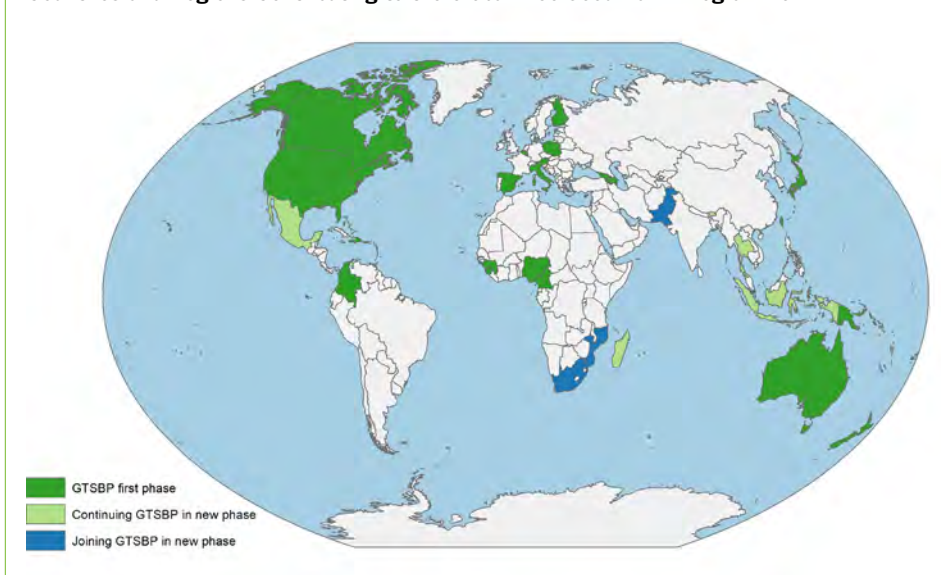 GTSBP first phase
Continuing GTSBP in new phase
Joining GTSBP in new phase